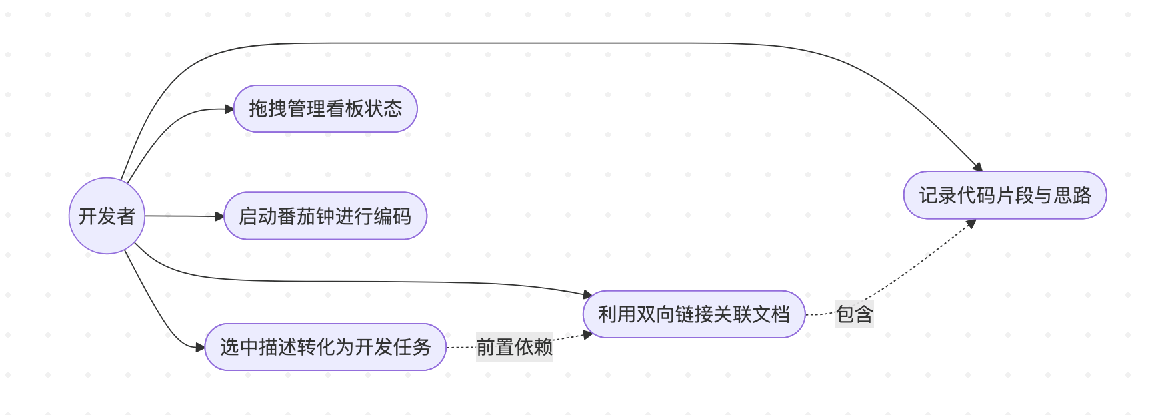 拖拽管理看板状态
开发者
启动番茄钟进行编码
记录代码片段与思路
利用双向链接关联文档
包含
选中描述转化为开发任务
前置依赖